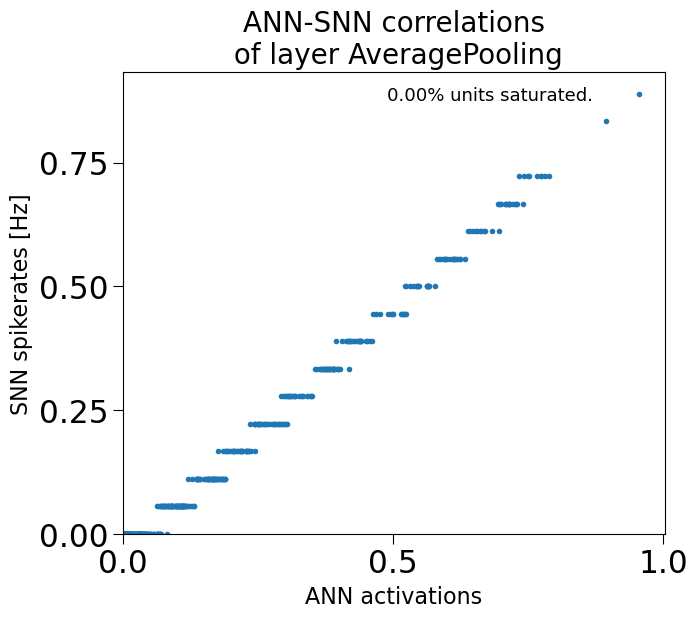 ANN-SNN correlations
of layer AveragePooling
0.00% units saturated.
SNN spikerates [Hz]
0.75
0.50
0.25
0.00
0.0
0.5
1.0
ANN activations